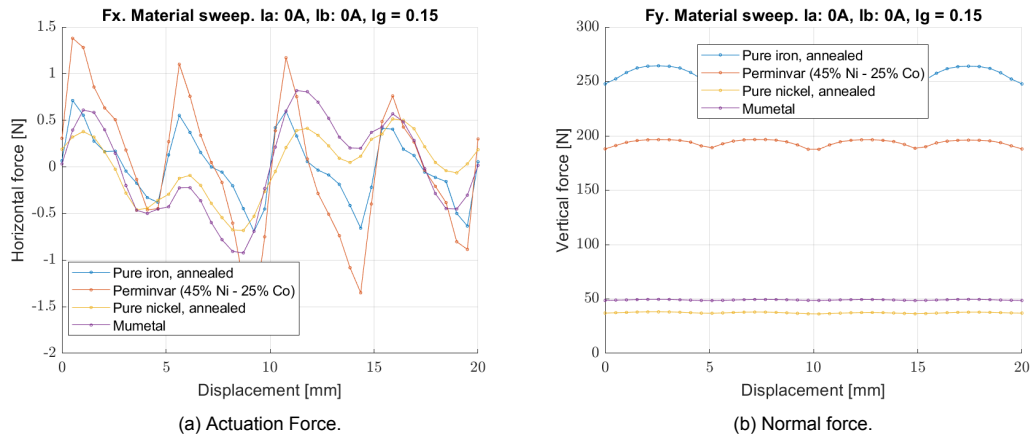 Fx. Material sweep. Ia: 0A, Ib: 0A, lg = 0.15
1.5
1
0.5
0
-0.5
-1
-1.5
-2
Horizontal force [N]
Pure iron, annealed
Perminvar (45% Ni - 25% Co)
Pure nickel, annealed
Mumetal
0 5 10 15 20
Displacement [mm]
(a) Actuation Force.
Fy. Material sweep. Ia: 0A, Ib: 0A, lg = 0.15
300
250
200
150
100
50
0
Vertical force [N]
Pure iron, annealed
Perminvar (45% Ni - 25% Co)
Pure nickel, annealed
Mumetal
0 5 10 15 20
Displacement [mm]
(b) Normal force.